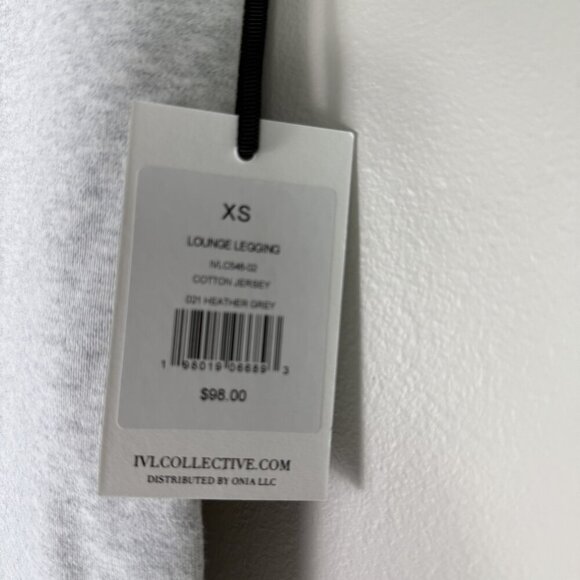 XS
LOUNGE LEGGING
IVLC546-02
COTTON JERSEY
021 HEATHER GREY
1 98019 06689 3
$98.00
IVLCOLLECTIVE.COM
DISTRIBUTED BY ONIA LLC